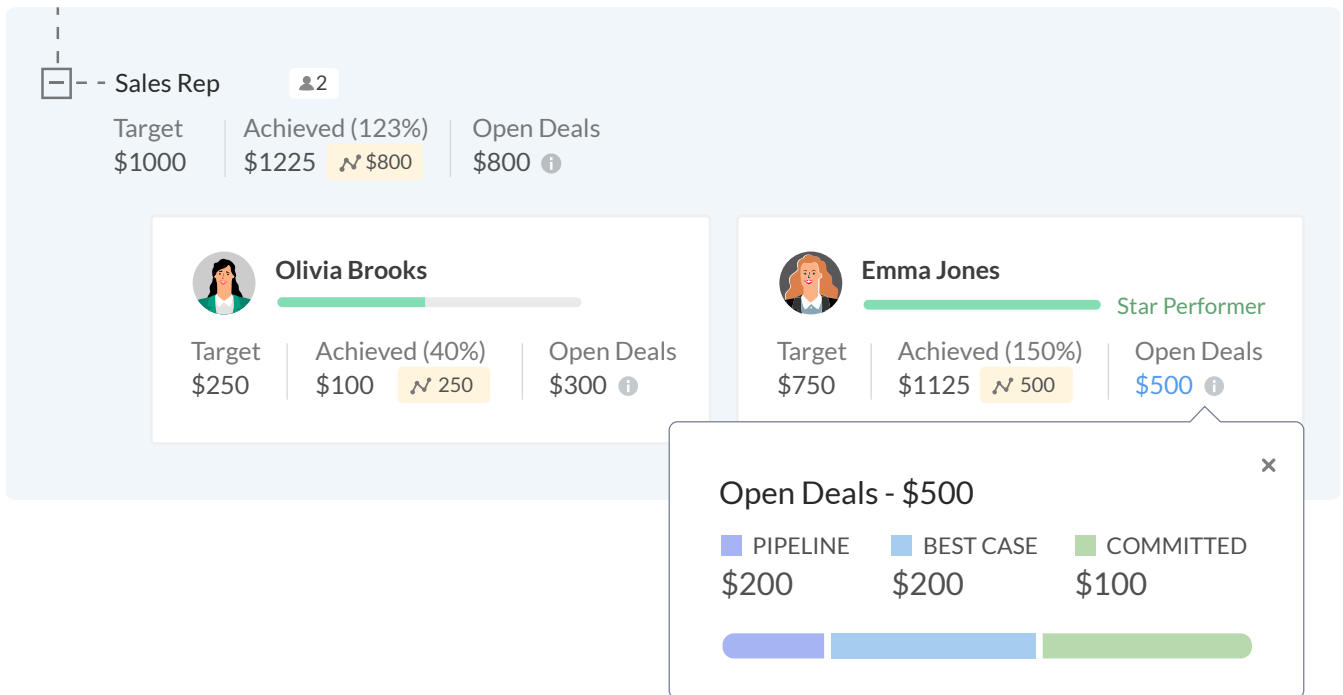 Sales Rep 2
Target Achieved (123%) Open Deals
$1000 $1225 $800 $800
Olivia Brooks
Target Achieved (40%) Open Deals
$250 $100 250 $300
Emma Jones
Star Performer
Target Achieved (150%) Open Deals
$750 $1125 500 $500
Open Deals - $500
PIPELINE BEST CASE COMMITTED
$200 $200 $100